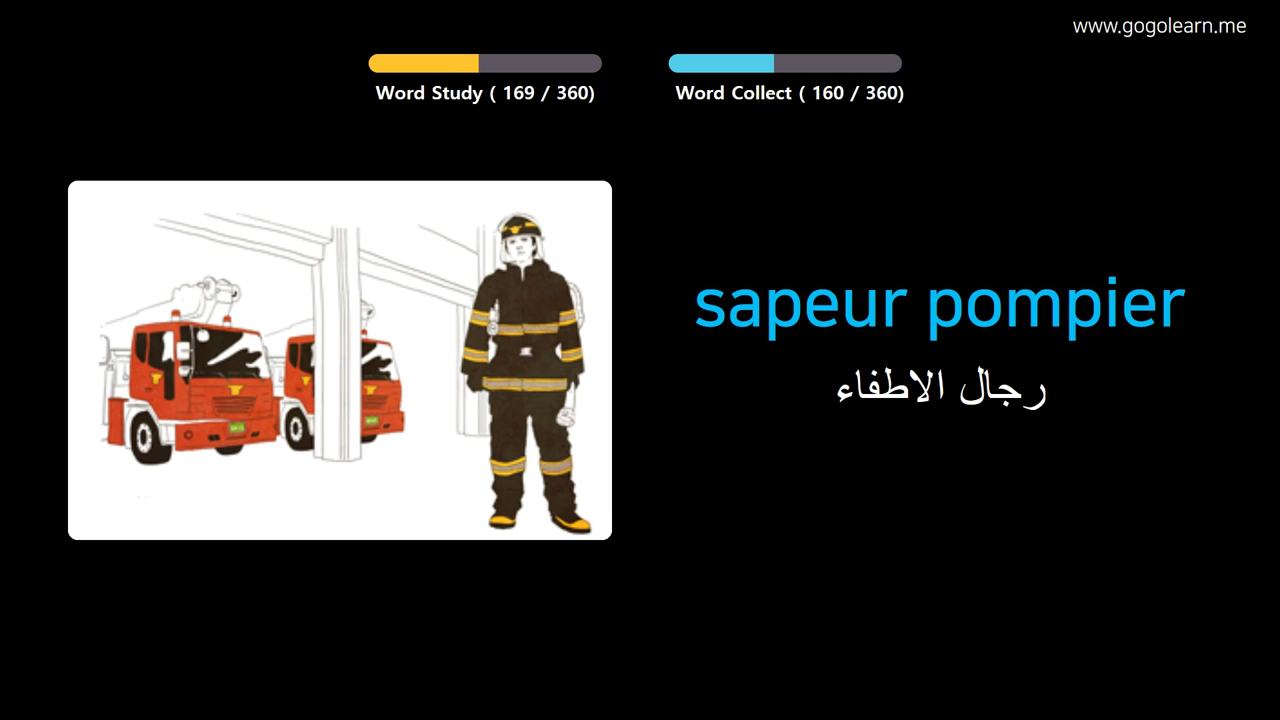 www.gogolearn.me
Word Study ( 169 / 360)
Word Collect ( 160 / 360)
sapeur pompier
رجال الاطفاء